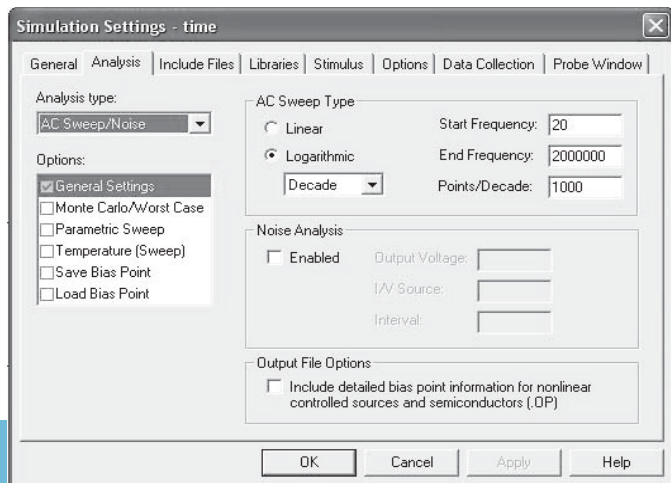 Simulation Settings - time
General
Analysis
Include Files
Libraries
Stimulus
Options
Data Collection
Probe Window
Analysis type:
AC Sweep/Noise
Options:
General Settings
Monte Carlo/Worst Case
Parametric Sweep
Temperature (Sweep)
Save Bias Point
Load Bias Point
AC Sweep Type
Linear
Logarithmic
Decade
Start Frequency: 20
End Frequency: 2000000
Points/Decade: 1000
Noise Analysis
Enabled
Output Voltage:
I/V Source:
Interval:
Output File Options
Include detailed bias point information for nonlinear
controlled sources and semiconductors (.OP)
OK
Cancel
Apply
Help